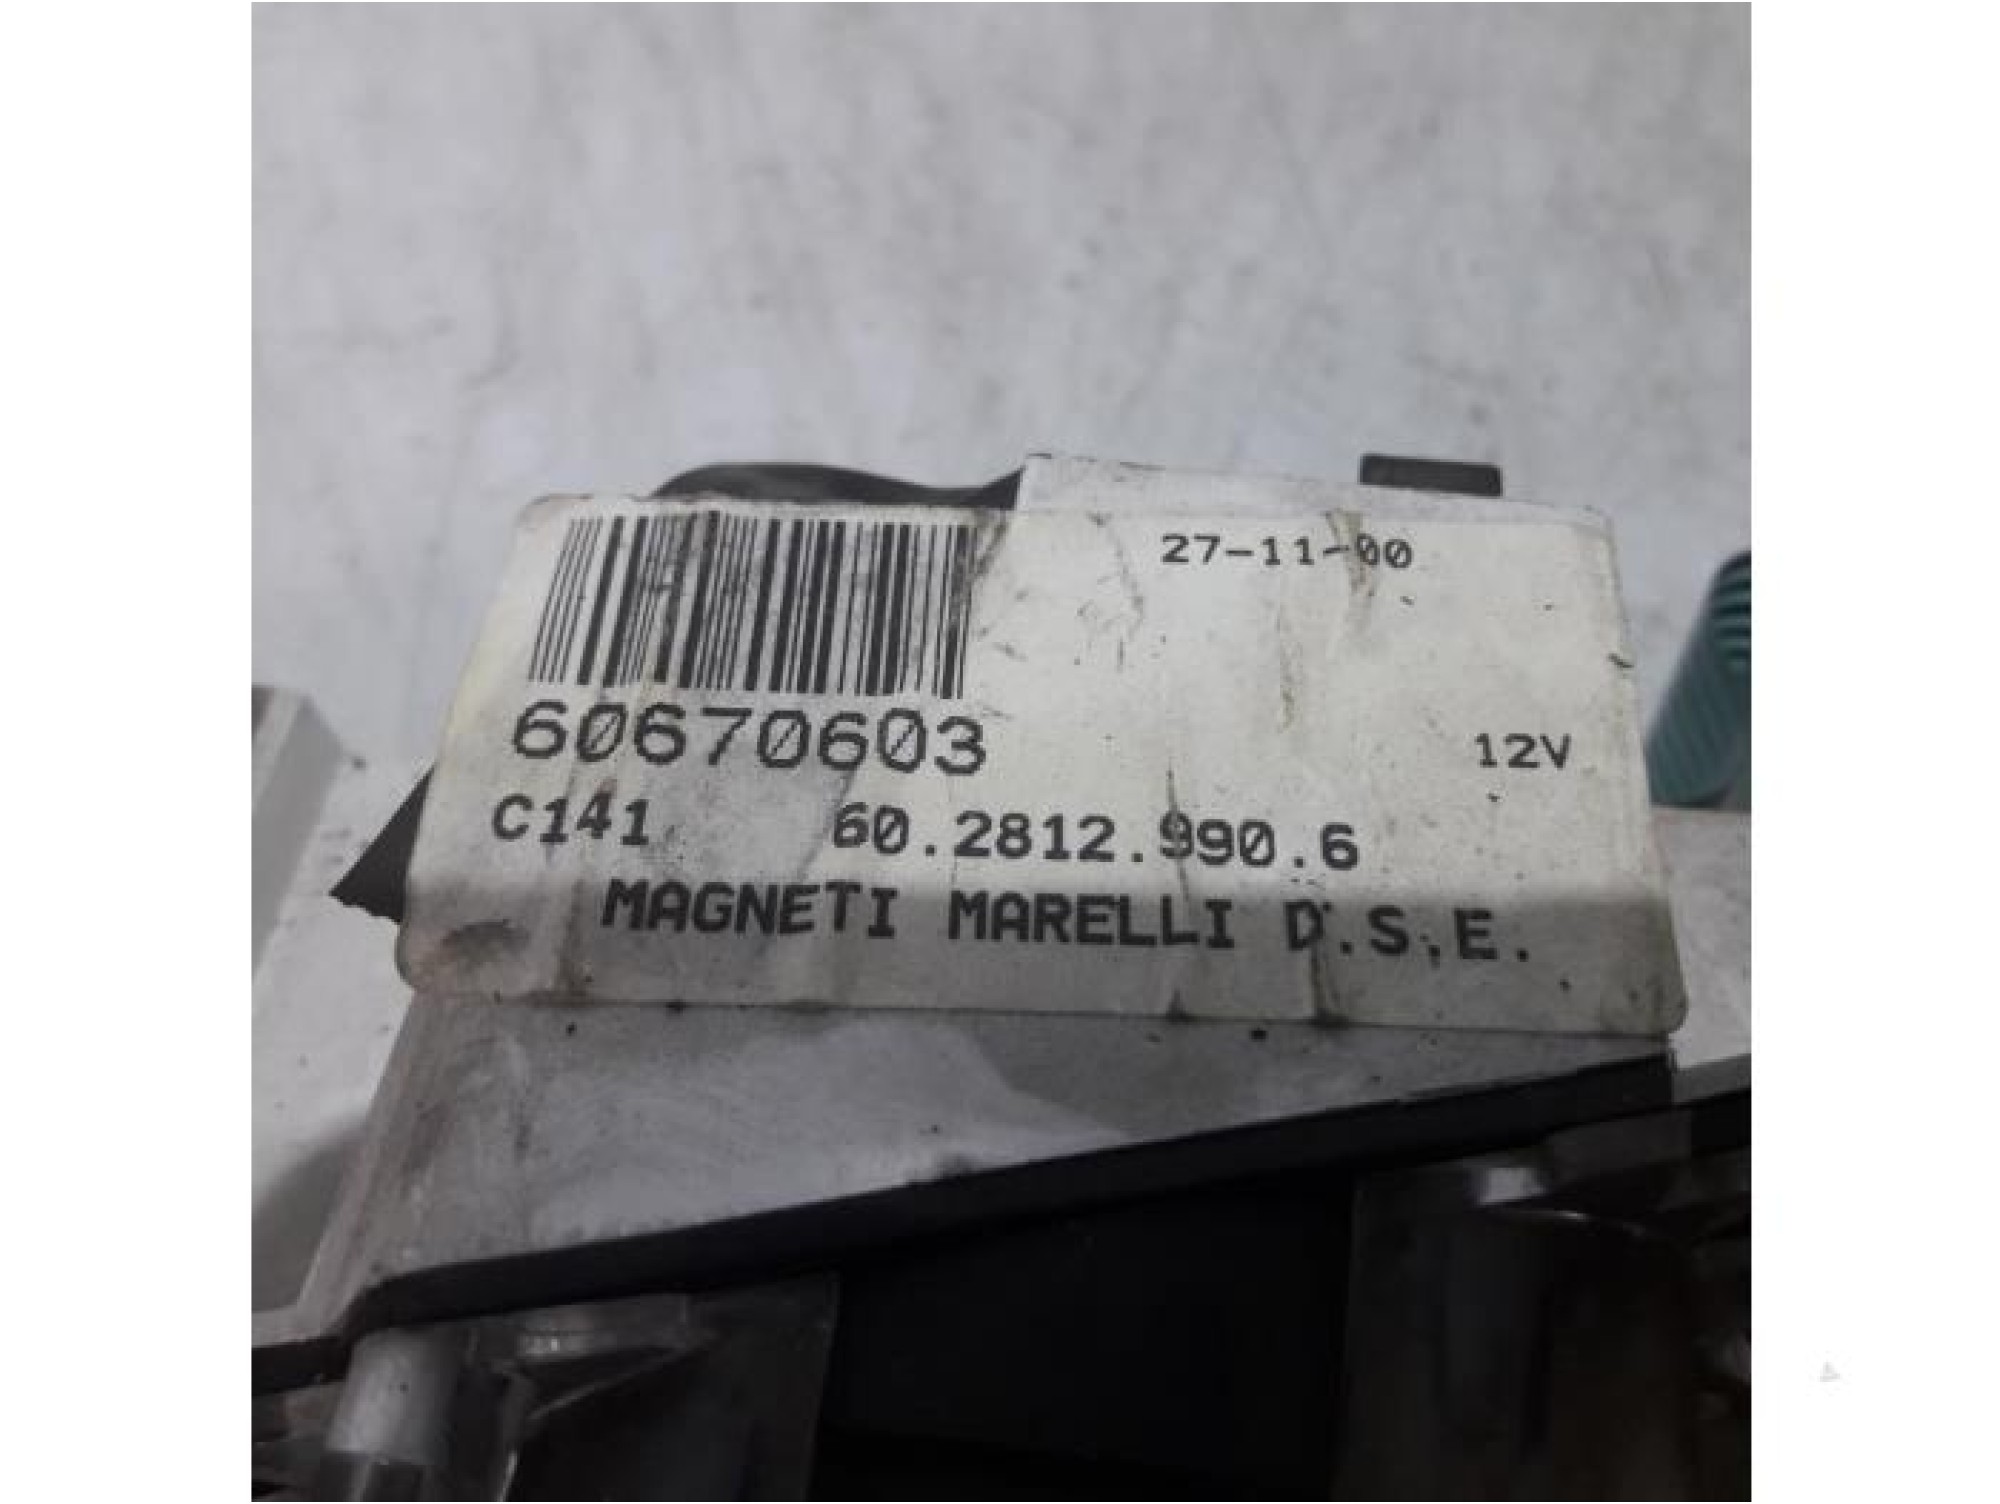 27-11-00
60670603
12V
C141 60.2812.990.6
MAGNETI MARELLI D.S.E.